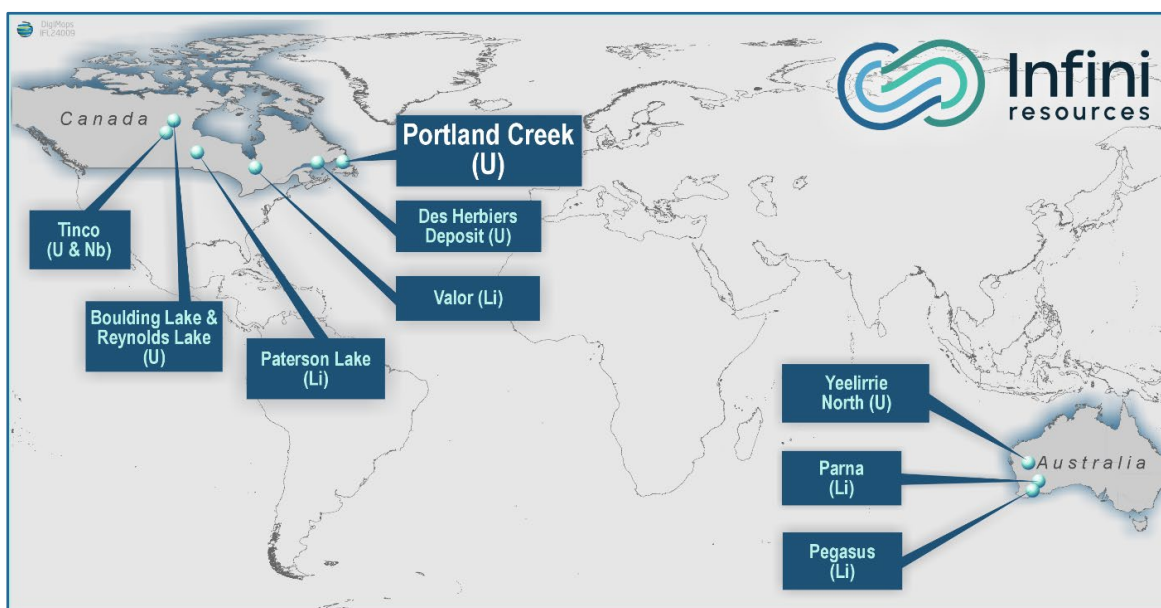 DigiMaps
IFL24009
Infini
resources
Canada
Portland Creek
(U)
Tinco
(U & Nb)
Des Herbiers
Deposit (U)
Boulding Lake &
Reynolds Lake
(U)
Valor (Li)
Paterson Lake
(Li)
Yeelirrie
North (U)
Australia
Parna
(Li)
Pegasus
(Li)